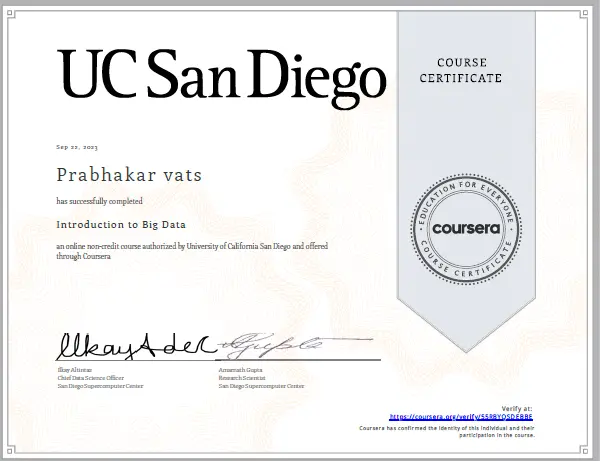 UC San Diego
COURSE
CERTIFICATE
Sep 22, 2023
Prabhakar vats
has successfully completed
Introduction to Big Data
an online non-credit course authorized by University of California San Diego and offered
through Coursera
EDUCATION FOR EVERYONE
coursera
COURSE CERTIFICATE
Ilkay Altintas
Chief Data Science Officer
San Diego Supercomputer Center
Amarnath Gupta
Research Scientist
San Diego Supercomputer Center
Verify at:
https://coursera.org/verify/55RBYQSDEBBE
Coursera has confirmed the identity of this individual and their
participation in the course.